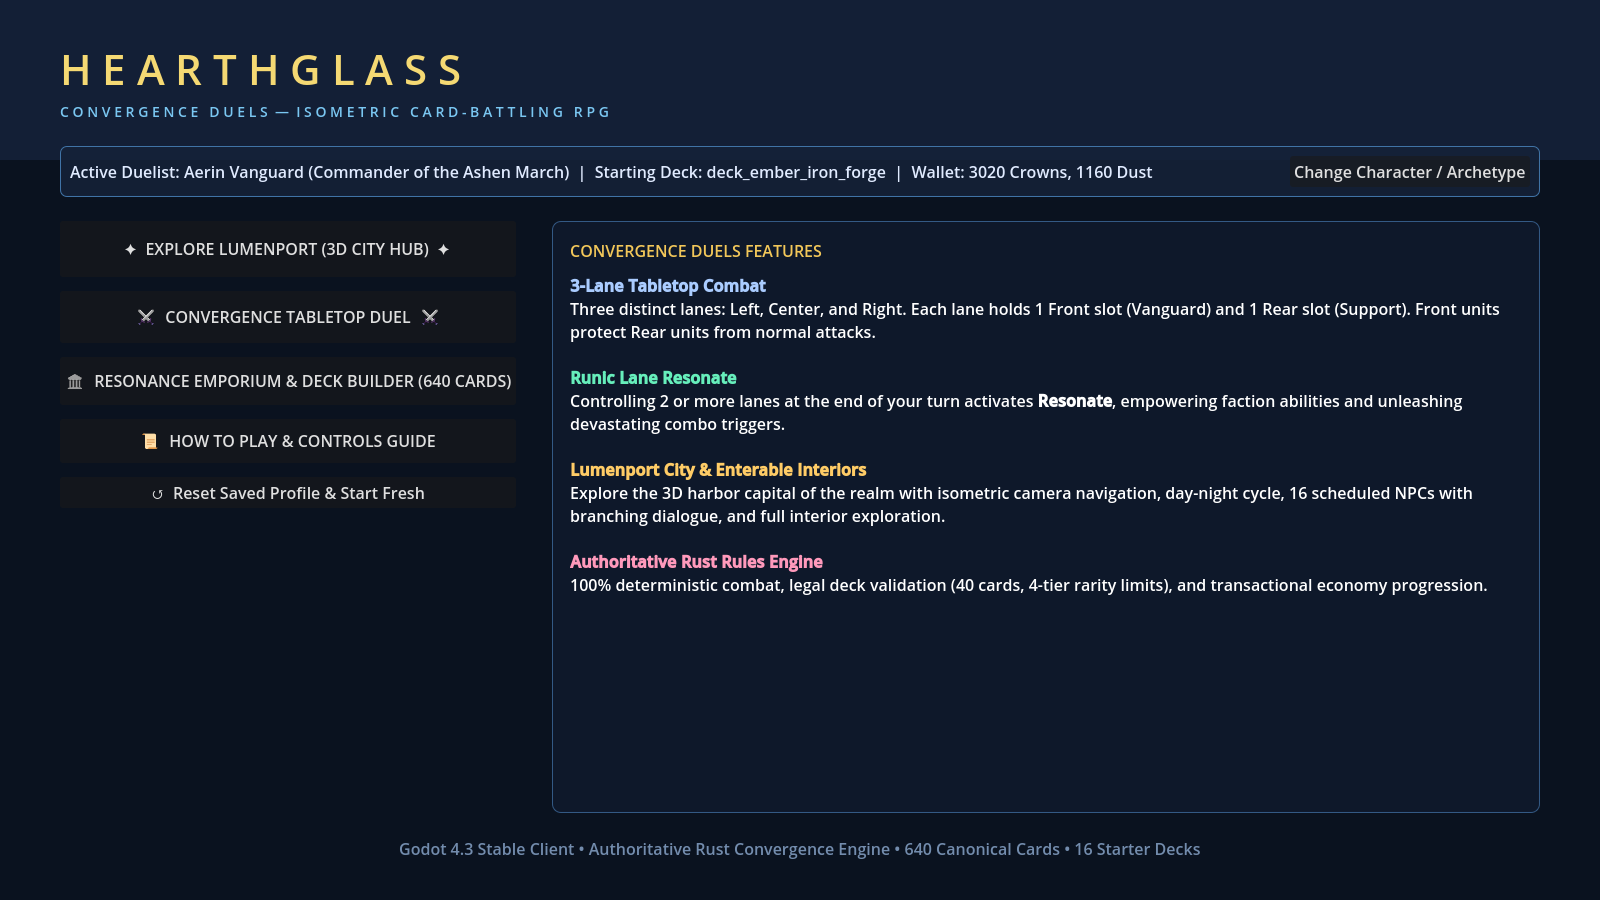 HEARTHGLASS
CONVERGENCE DUELS — ISOMETRIC CARD-BATTLING RPG
Active Duelist: Aerin Vanguard (Commander of the Ashen March) | Starting Deck: deck_ember_iron_forge | Wallet: 3020 Crowns, 1160 Dust
Change Character / Archetype
✦ EXPLORE LUMENPORT (3D CITY HUB) ✦
⚔ CONVERGENCE TABLETOP DUEL ⚔
🏛 RESONANCE EMPORIUM & DECK BUILDER (640 CARDS)
📜 HOW TO PLAY & CONTROLS GUIDE
↺ Reset Saved Profile & Start Fresh
CONVERGENCE DUELS FEATURES
3-Lane Tabletop Combat
Three distinct lanes: Left, Center, and Right. Each lane holds 1 Front slot (Vanguard) and 1 Rear slot (Support). Front units
protect Rear units from normal attacks.
Runic Lane Resonate
Controlling 2 or more lanes at the end of your turn activates Resonate, empowering faction abilities and unleashing
devastating combo triggers.
Lumenport City & Enterable Interiors
Explore the 3D harbor capital of the realm with isometric camera navigation, day-night cycle, 16 scheduled NPCs with
branching dialogue, and full interior exploration.
Authoritative Rust Rules Engine
100% deterministic combat, legal deck validation (40 cards, 4-tier rarity limits), and transactional economy progression.
Godot 4.3 Stable Client • Authoritative Rust Convergence Engine • 640 Canonical Cards • 16 Starter Decks